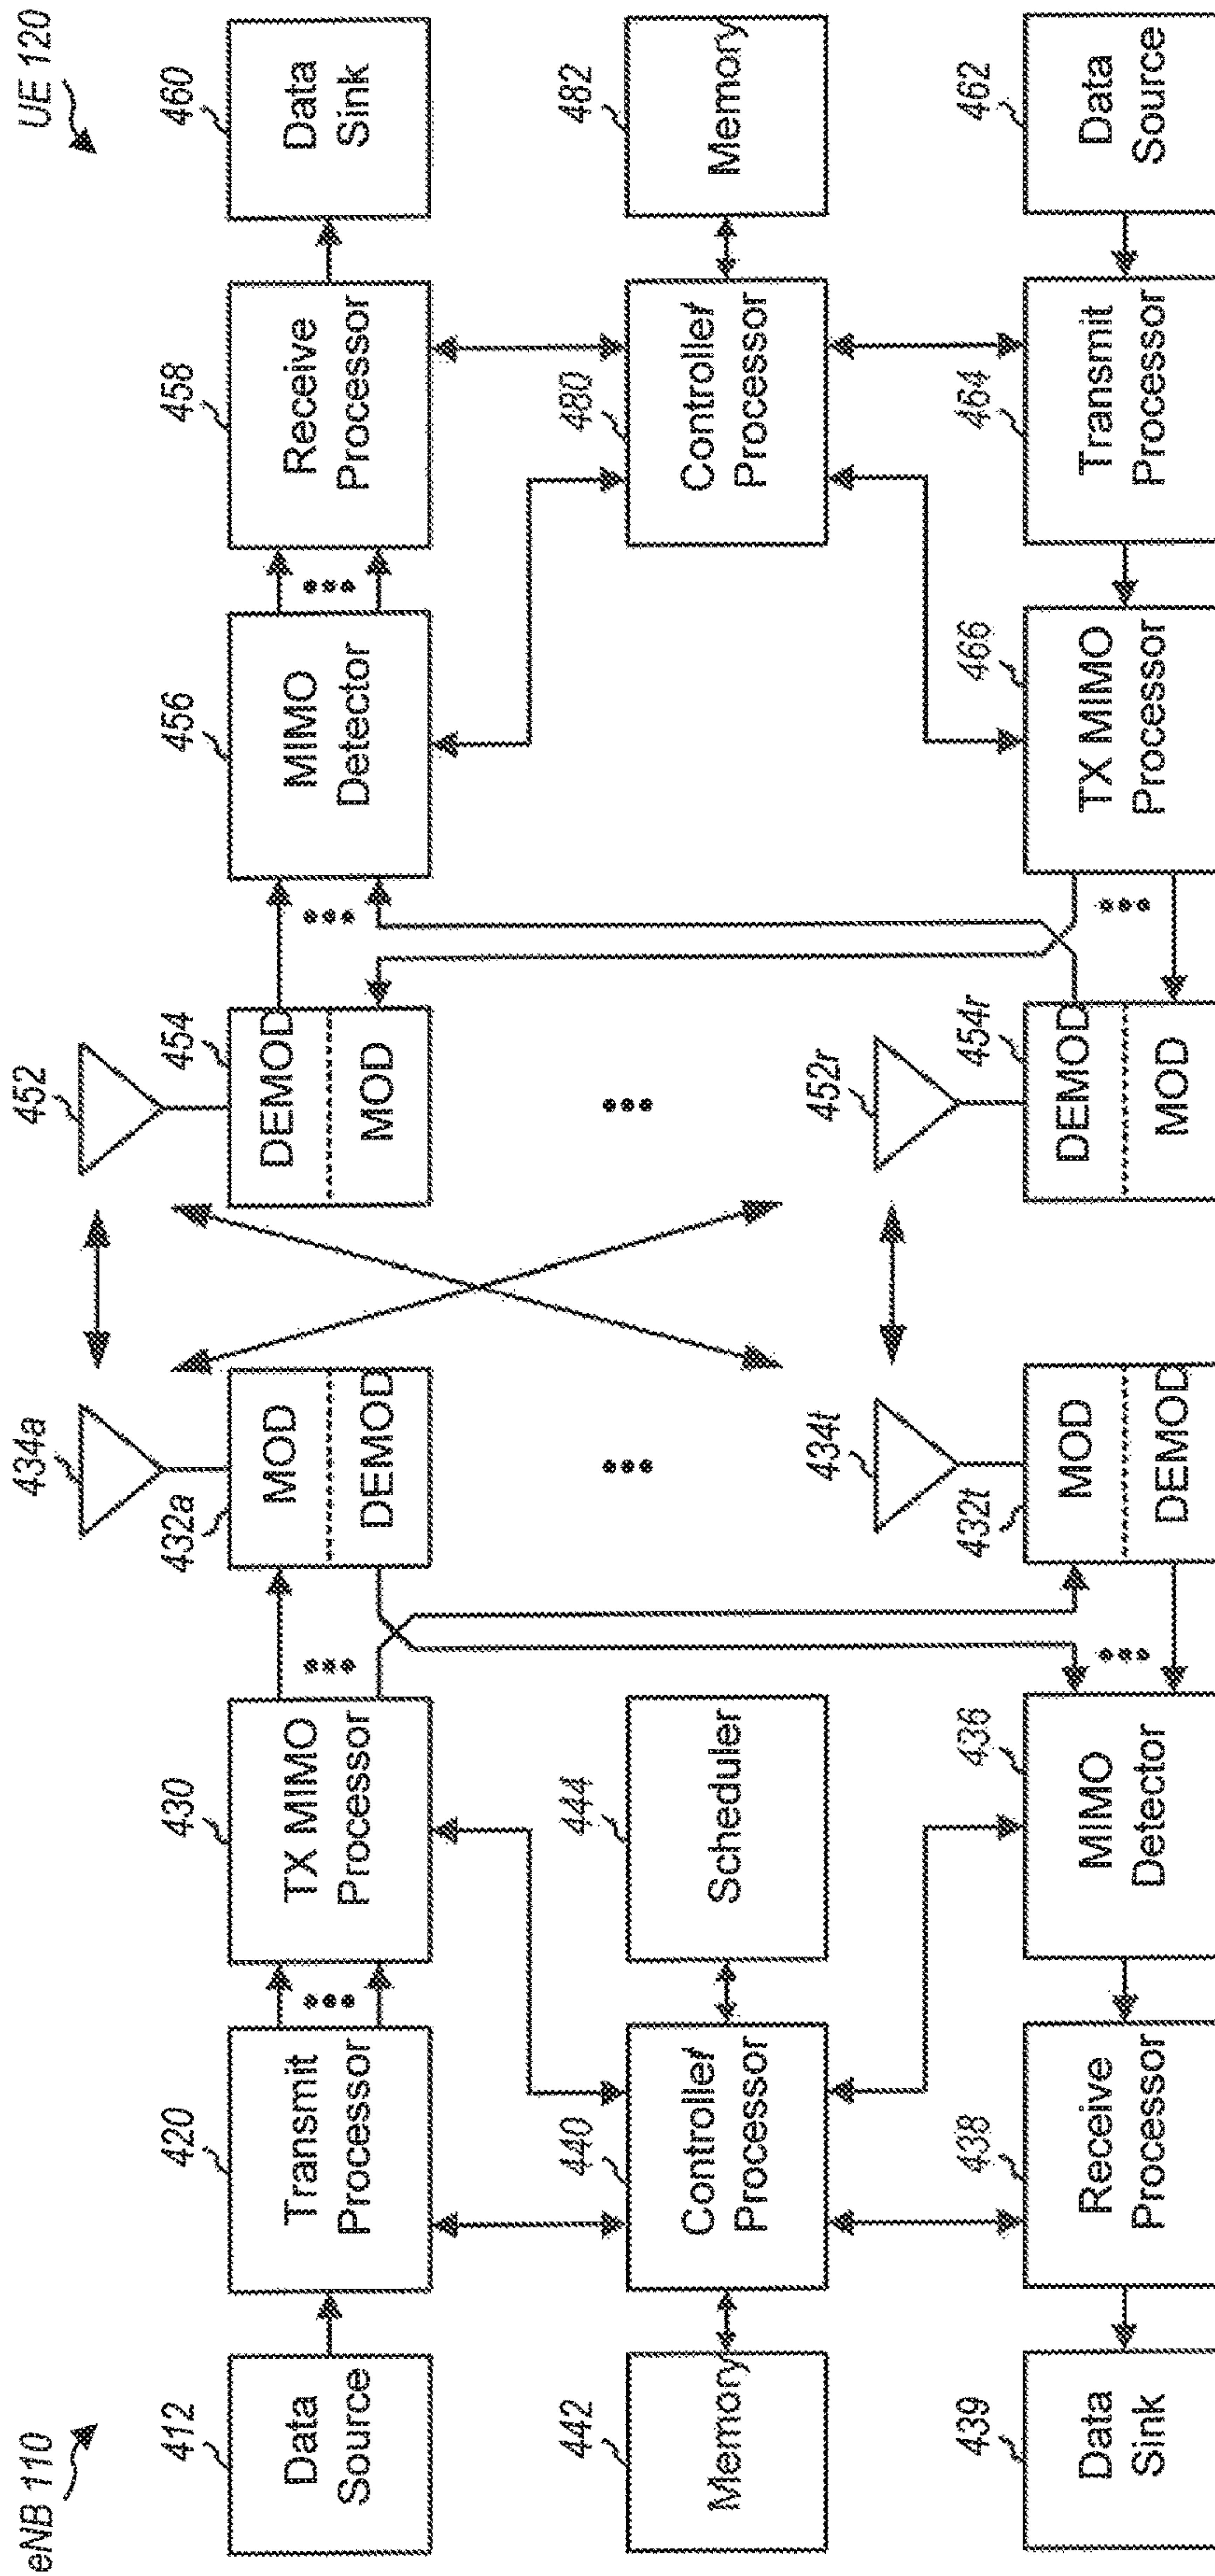 eNB 110
UE 120
412
Data
Source
420
Transmit
Processor
430
TX MIMO
Processor
434a
432a
MOD
DEMOD
452
454
DEMOD
MOD
456
MIMO
Detector
458
Receive
Processor
460
Data
Sink
442
Memory
440
Controller/
Processor
444
Scheduler
480
Controller/
Processor
482
Memory
439
Data
Sink
438
Receive
Processor
436
MIMO
Detector
434t
432t
MOD
DEMOD
452r
454r
DEMOD
MOD
466
TX MIMO
Processor
464
Transmit
Processor
462
Data
Source